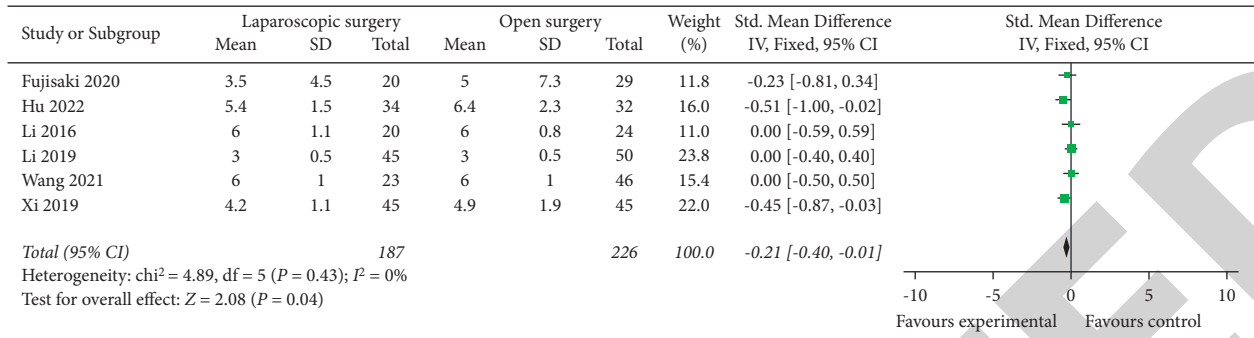 Study or Subgroup Laparoscopic surgery Open surgery Weight Std. Mean Difference Std. Mean Difference
Mean SD Total Mean SD Total (%) IV, Fixed, 95% CI IV, Fixed, 95% CI
Fujisaki 2020 3.5 4.5 20 5 7.3 29 11.8 -0.23 [-0.81, 0.34]
Hu 2022 5.4 1.5 34 6.4 2.3 32 16.0 -0.51 [-1.00, -0.02]
Li 2016 6 1.1 20 6 0.8 24 11.0 0.00 [-0.59, 0.59]
Li 2019 3 0.5 45 3 0.5 50 23.8 0.00 [-0.40, 0.40]
Wang 2021 6 1 23 6 1 46 15.4 0.00 [-0.50, 0.50]
Xi 2019 4.2 1.1 45 4.9 1.9 45 22.0 -0.45 [-0.87, -0.03]
Total (95% CI) 187 226 100.0 -0.21 [-0.40, -0.01]
Heterogeneity: chi² = 4.89, df = 5 (P = 0.43); I² = 0%
Test for overall effect: Z = 2.08 (P = 0.04)
-10 -5 0 5 10
Favours experimental Favours control